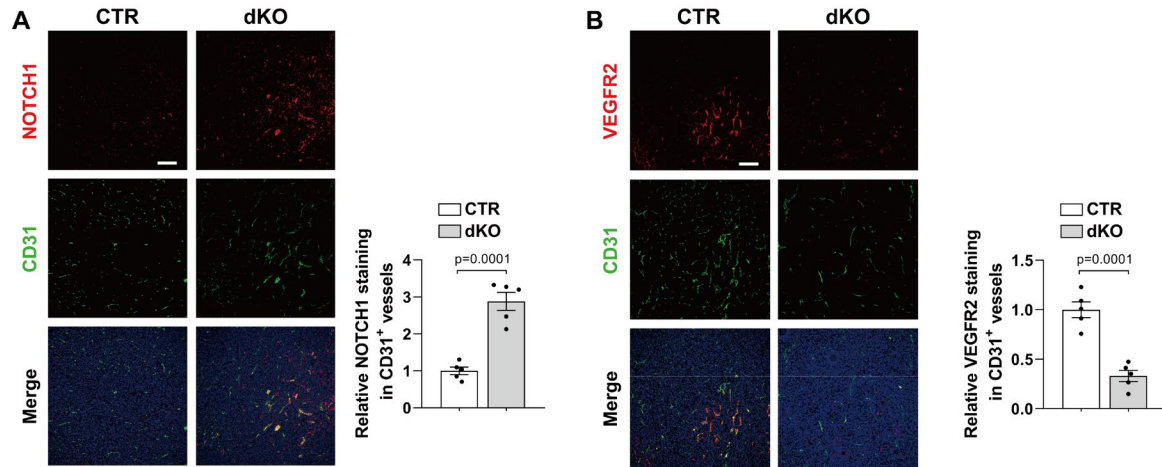 A
CTR
dKO
NOTCH1
CD31
Merge
CTR
dKO
p=0.0001
Relative NOTCH1 staining
in CD31⁺ vessels
4
3
2
1
0
B
CTR
dKO
VEGFR2
CD31
Merge
CTR
dKO
p=0.0001
Relative VEGFR2 staining
in CD31⁺ vessels
1.5
1.0
0.5
0.0